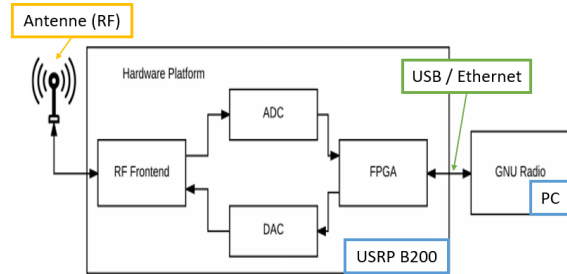 Antenne (RF)
Hardware Platform
USB / Ethernet
ADC
RF Frontend
FPGA
GNU Radio
DAC
PC
USRP B200